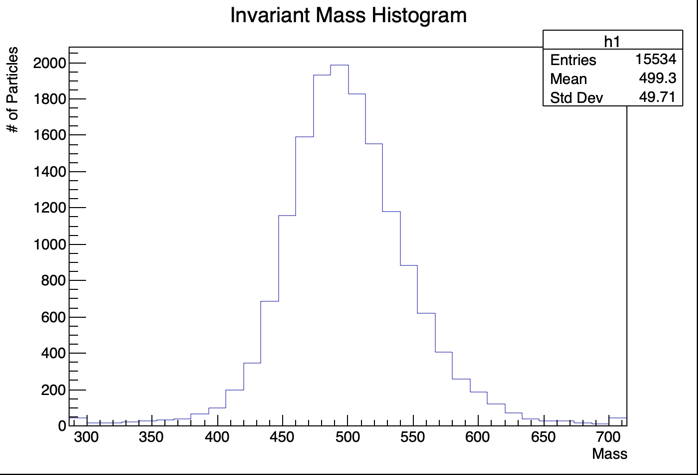 Invariant Mass Histogram
h1
Entries 15534
Mean 499.3
Std Dev 49.71
# of Particles
2000
1800
1600
1400
1200
1000
800
600
400
200
0
300 350 400 450 500 550 600 650 700
Mass